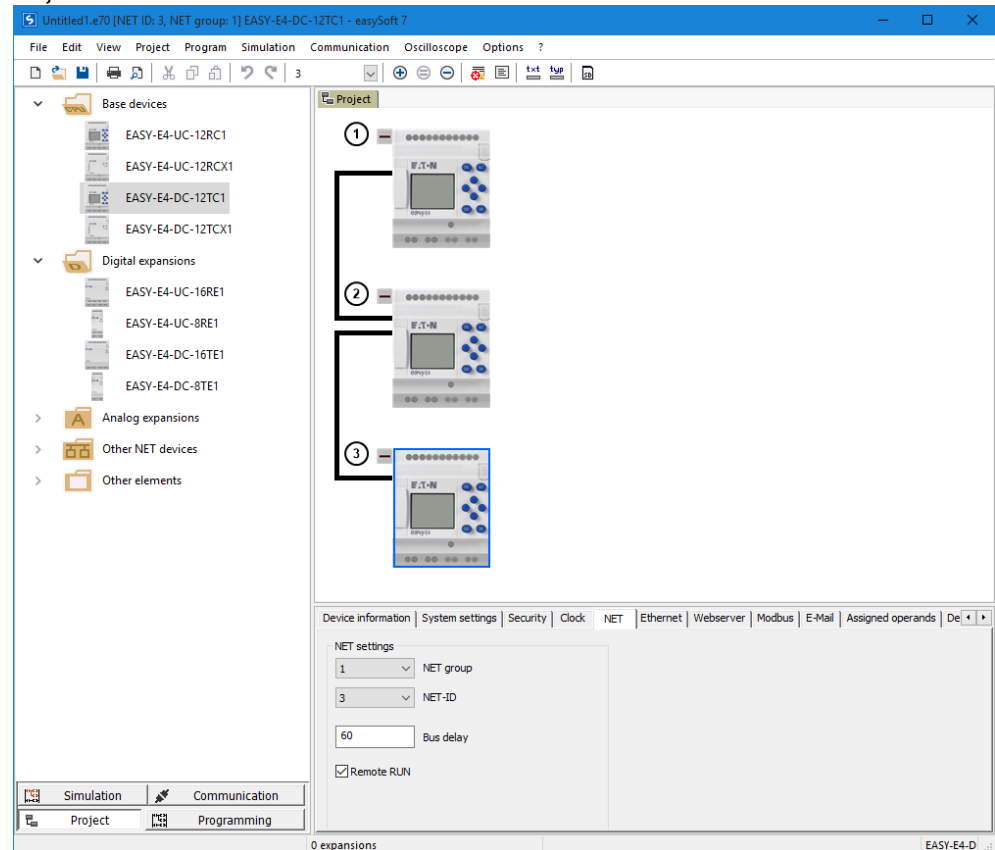 Untitled1.e70 [NET ID: 3, NET group: 1] EASY-E4-DC-12TC1 - easySoft 7
File Edit View Project Program Simulation Communication Oscilloscope Options ?
3
txt typ
Base devices
EASY-E4-UC-12RC1
EASY-E4-UC-12RCX1
EASY-E4-DC-12TC1
EASY-E4-DC-12TCX1
Digital expansions
EASY-E4-UC-16RE1
EASY-E4-UC-8RE1
EASY-E4-DC-16TE1
EASY-E4-DC-8TE1
Analog expansions
Other NET devices
Other elements
Simulation Communication
Project Programming
Project
1
E·T·N
2
E·T·N
3
E·T·N
Device information System settings Security Clock NET Ethernet Webserver Modbus E-Mail Assigned operands De
NET settings
1 NET group
3 NET-ID
60 Bus delay
Remote RUN
0 expansions EASY-E4-D